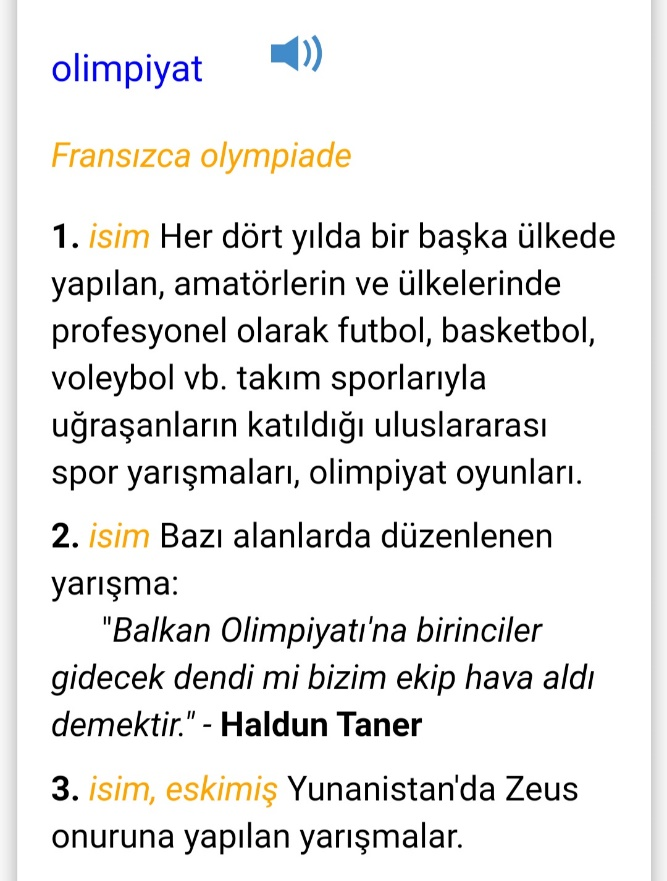 olimpiyat
Fransızca olympiade
1. isim Her dört yılda bir başka ülkede
yapılan, amatörlerin ve ülkelerinde
profesyonel olarak futbol, basketbol,
voleybol vb. takım sporlarıyla
uğraşanların katıldığı uluslararası
spor yarışmaları, olimpiyat oyunları.
2. isim Bazı alanlarda düzenlenen
yarışma:
"Balkan Olimpiyatı'na birinciler
gidecek dendi mi bizim ekip hava aldı
demektir." - Haldun Taner
3. isim, eskimiş Yunanistan'da Zeus
onuruna yapılan yarışmalar.